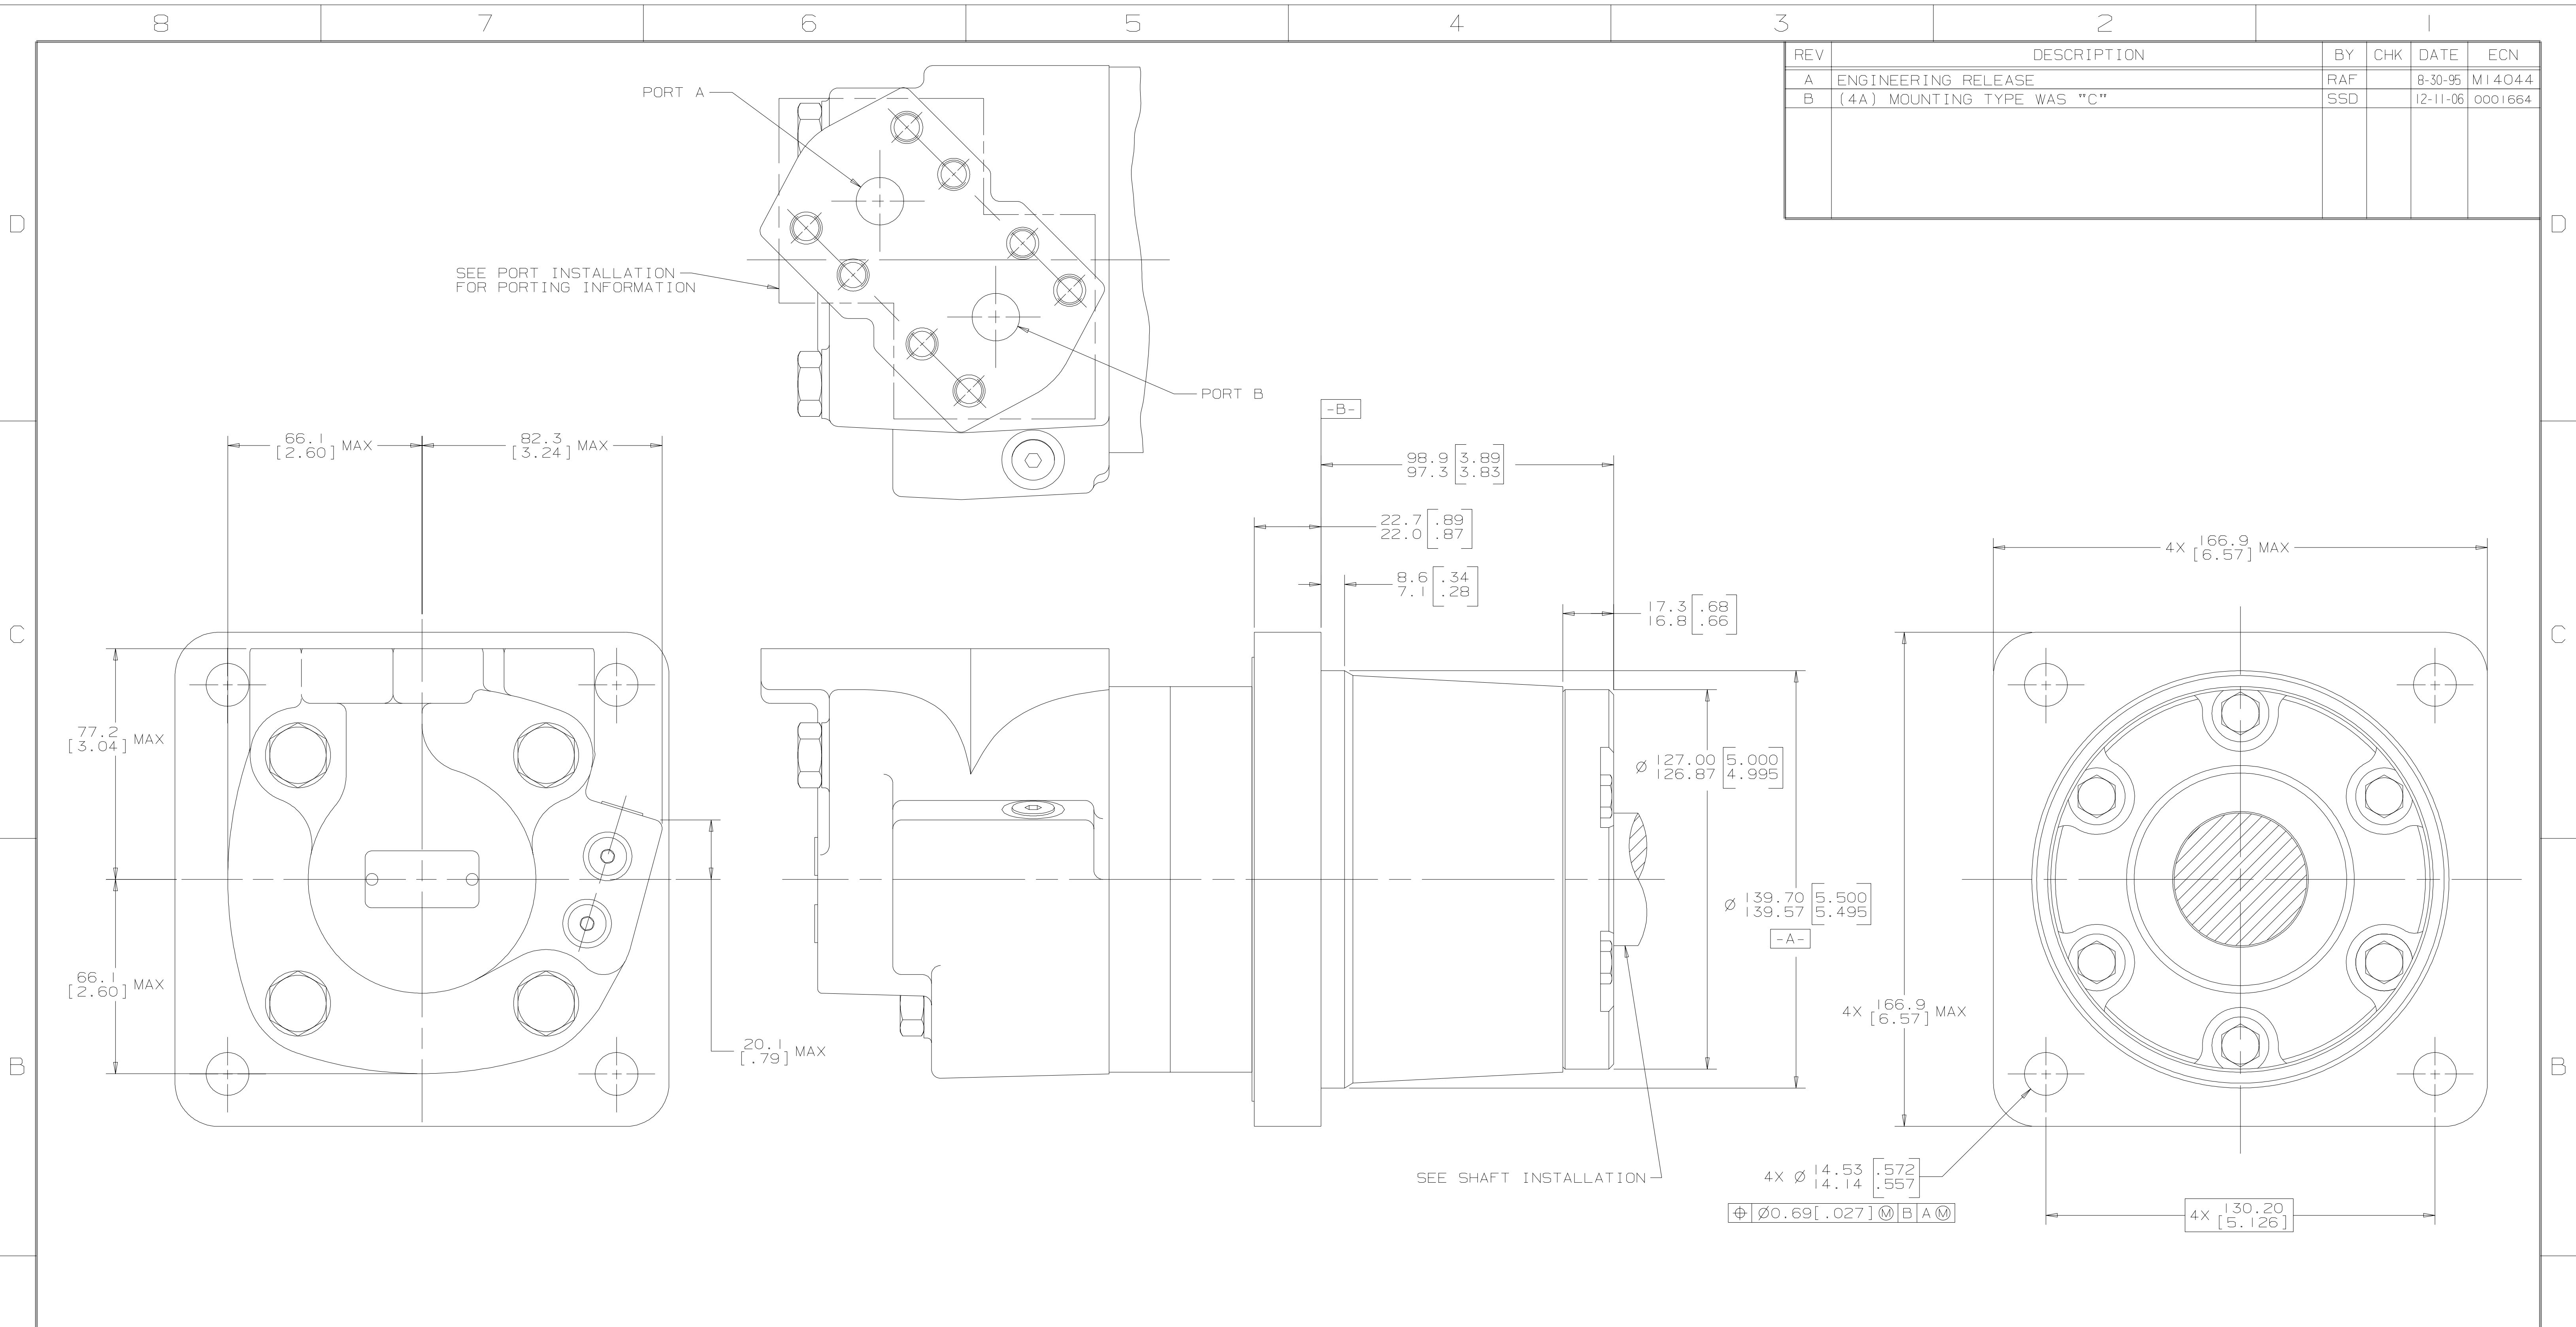 8 7 6 5 4 3 2 1
REV DESCRIPTION BY CHK DATE ECN
A ENGINEERING RELEASE RAF 8-30-95 M14044
B (4A) MOUNTING TYPE WAS "C" SSD 12-11-06 0001664
D D
PORT A
SEE PORT INSTALLATION
FOR PORTING INFORMATION
PORT B
-B-
66.1
[2.60] MAX
82.3
[3.24] MAX
98.9 [3.89
97.3 3.83]
22.7 [.89
22.0 .87]
8.6 [.34
7.1 .28]
17.3 [.68
16.8 .66]
4X 166.9
[6.57] MAX
C C
77.2
[3.04] MAX
Ø 127.00 [5.000
126.87 4.995]
Ø 139.70 [5.500
139.57 5.495]
-A-
66.1
[2.60] MAX
4X 166.9
[6.57] MAX
20.1
[.79] MAX
B B
SEE SHAFT INSTALLATION
4X Ø 14.53 [.572
14.14 .557]
⌖ Ø0.69[.027] Ⓜ B A Ⓜ
4X 130.20
[5.126]